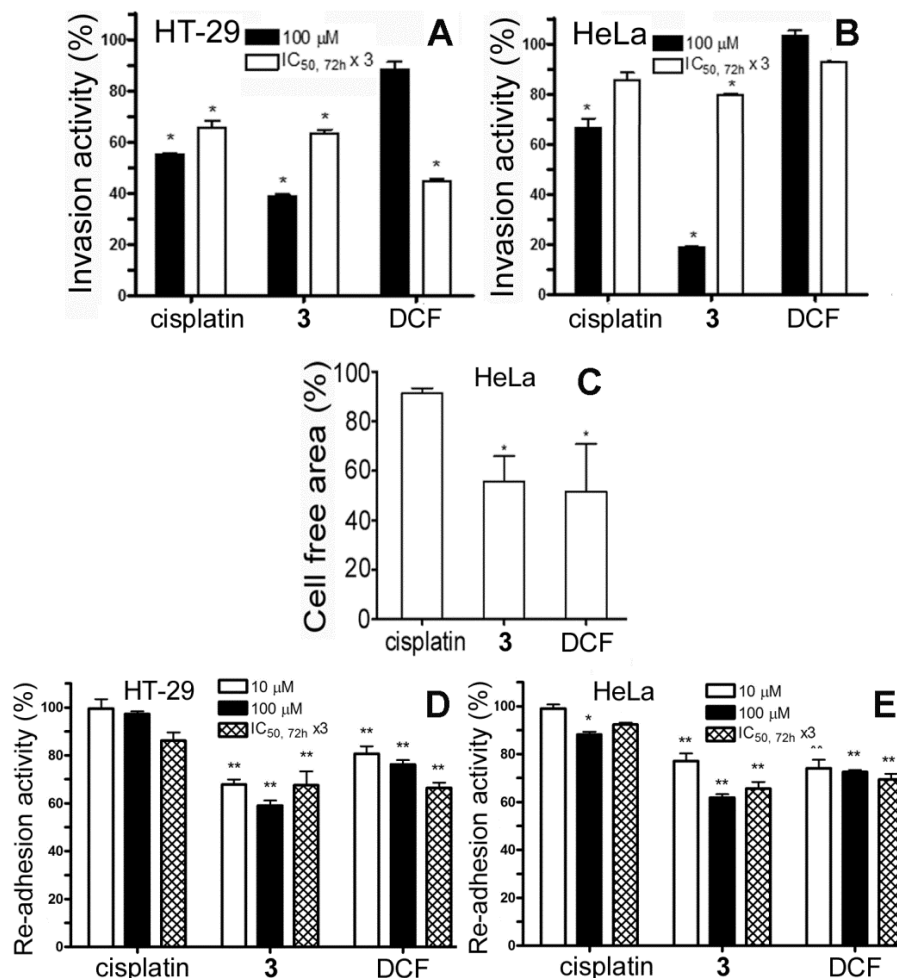 HT-29
A
100 µM
IC50, 72h x 3
Invasion activity (%)
100
80
60
40
20
0
* * * * *
cisplatin 3 DCF
HeLa
B
100 µM
IC50, 72h x 3
Invasion activity (%)
100
80
60
40
20
0
* * *
cisplatin 3 DCF
HeLa
C
Cell free area (%)
100
80
60
40
20
0
* *
cisplatin 3 DCF
HT-29
D
10 µM
100 µM
IC50, 72h x3
Re-adhesion activity (%)
100
80
60
40
20
0
** ** ** ** ** **
cisplatin 3 DCF
HeLa
E
10 µM
100 µM
IC50, 72h x3
Re-adhesion activity (%)
100
80
60
40
20
0
* ** ** ** ** **
cisplatin 3 DCF